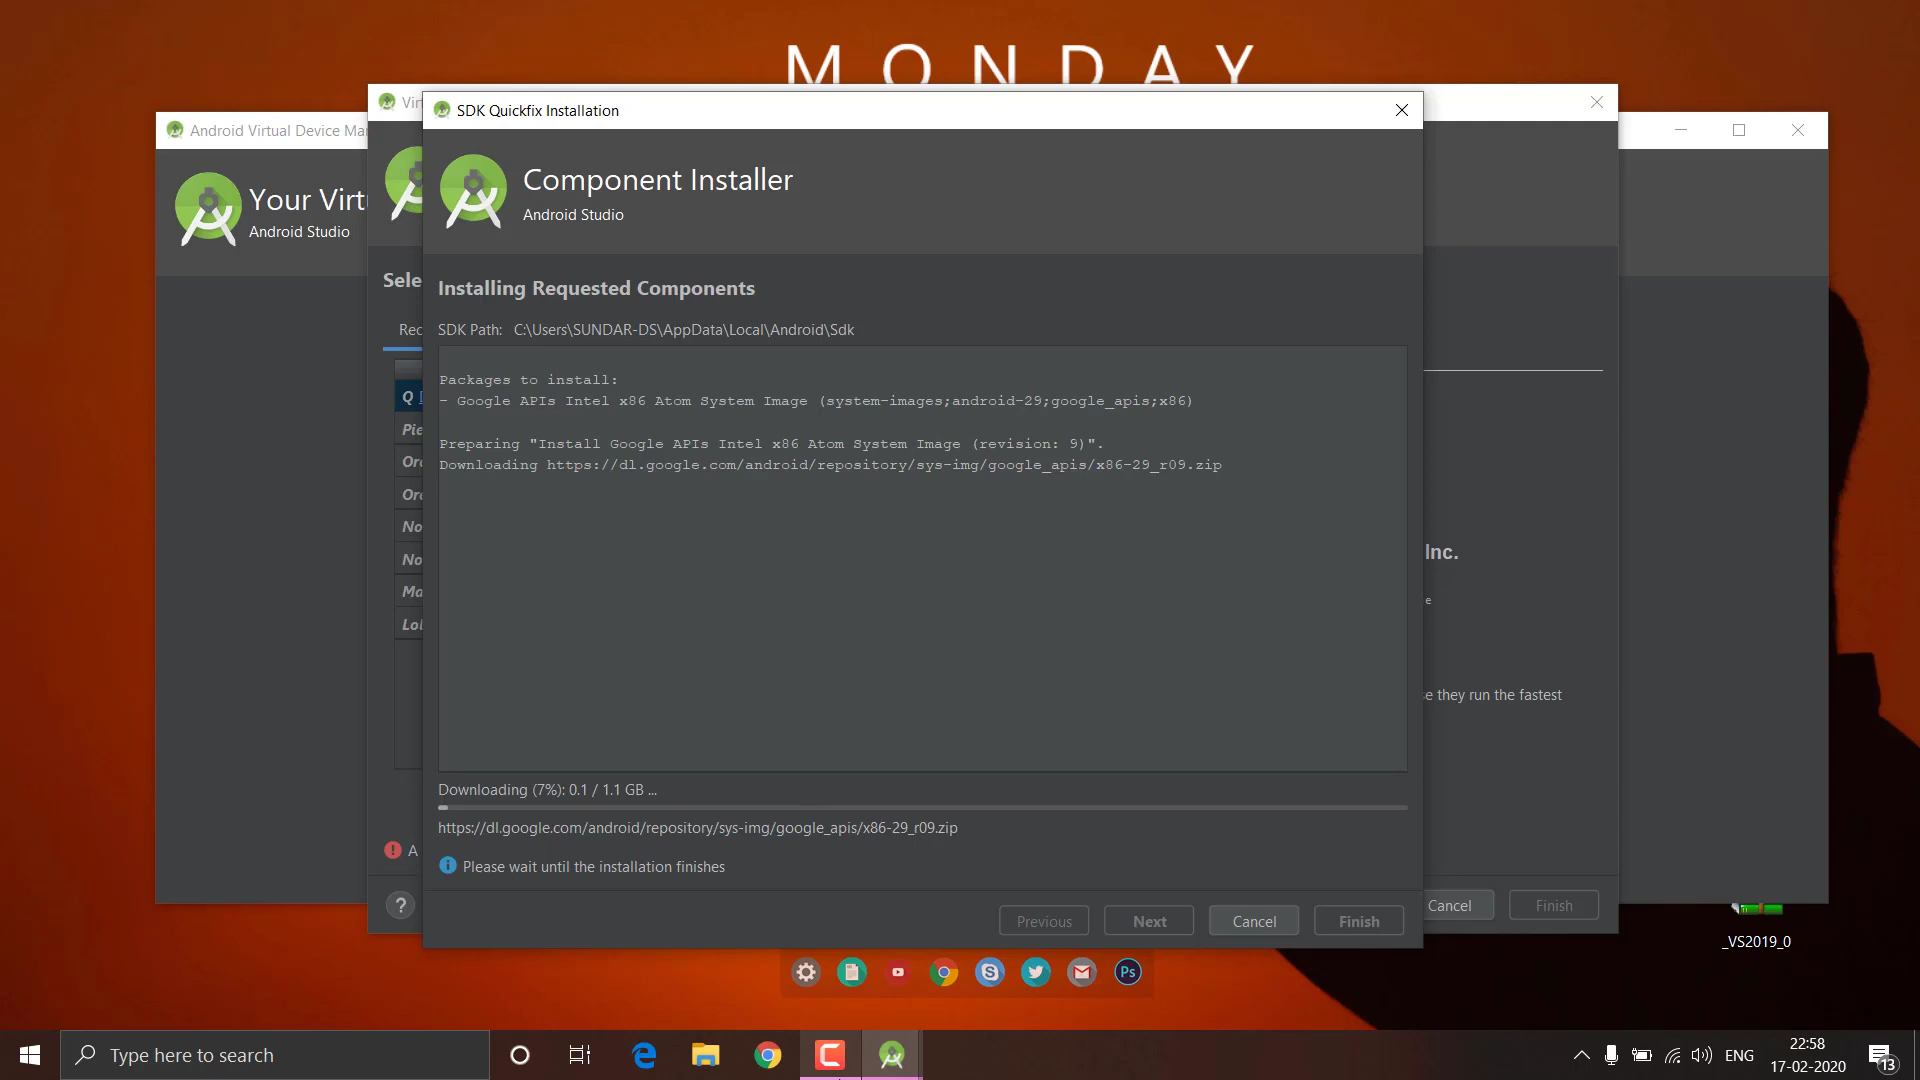 MONDAY
Android Virtual Device Ma
Vir
SDK Quickfix Installation
Your Virt
Android Studio
Component Installer
Android Studio
Sele
Rec
Installing Requested Components
SDK Path: C:\Users\SUNDAR-DS\AppData\Local\Android\Sdk
Packages to install:
- Google APIs Intel x86 Atom System Image (system-images;android-29;google_apis;x86)
Preparing "Install Google APIs Intel x86 Atom System Image (revision: 9)".
Downloading https://dl.google.com/android/repository/sys-img/google_apis/x86-29_r09.zip
Q
Pie
Ore
Ore
No
No
Ma
Lol
Inc.
e
e they run the fastest
Downloading (7%): 0.1 / 1.1 GB ...
https://dl.google.com/android/repository/sys-img/google_apis/x86-29_r09.zip
A
Please wait until the installation finishes
?
Previous
Next
Cancel
Finish
Cancel
Finish
_VS2019_0
Ps
Type here to search
ENG
22:58
17-02-2020
13